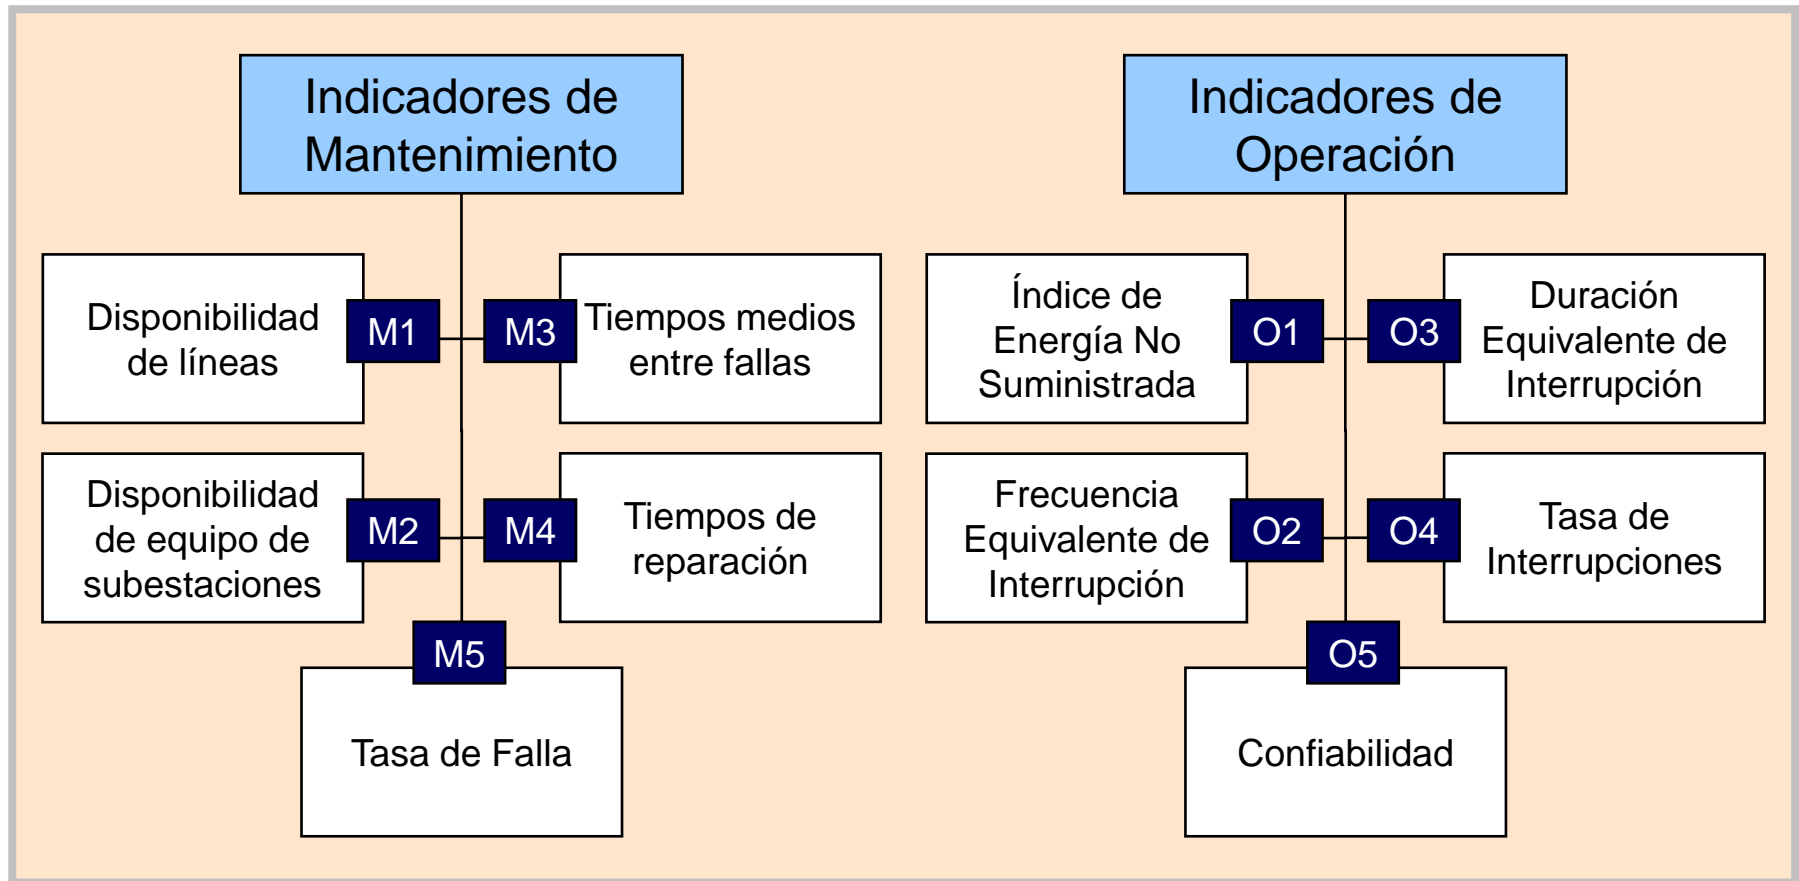 Indicadores de
Mantenimiento
Disponibilidad
de líneas
M1
M3
Tiempos medios
entre fallas
Disponibilidad
de equipo de
subestaciones
M2
M4
Tiempos de
reparación
M5
Tasa de Falla
Indicadores de
Operación
Índice de
Energía No
Suministrada
O1
O3
Duración
Equivalente de
Interrupción
Frecuencia
Equivalente de
Interrupción
O2
O4
Tasa de
Interrupciones
O5
Confiabilidad